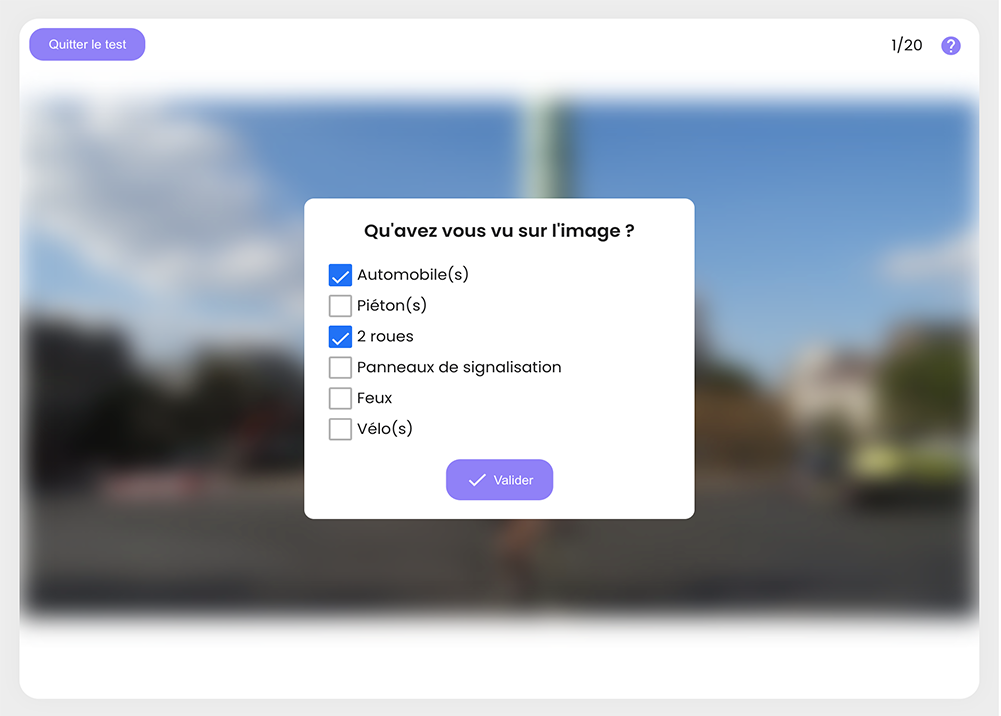 Quitter le test
1/20
?
Qu'avez vous vu sur l'image ?
Automobile(s)
Piéton(s)
2 roues
Panneaux de signalisation
Feux
Vélo(s)
Valider